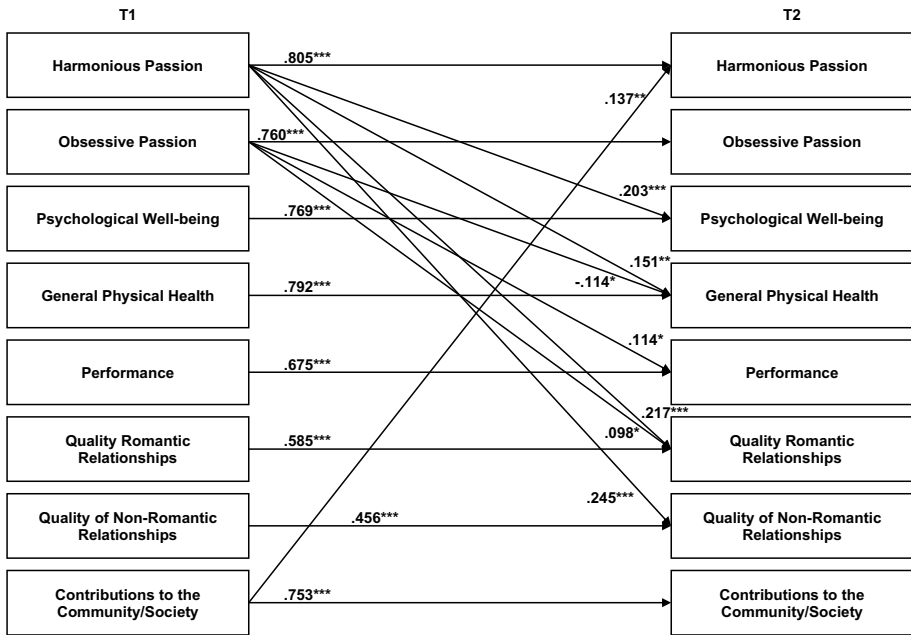 T1
T2
Harmonious Passion
.805***
Harmonious Passion
.137**
Obsessive Passion
.760***
Obsessive Passion
.203***
Psychological Well-being
.769***
Psychological Well-being
.151**
General Physical Health
.792***
-.114*
General Physical Health
.114*
Performance
.675***
Performance
.217***
Quality Romantic
Relationships
.585***
.098*
Quality Romantic
Relationships
.245***
Quality of Non-Romantic
Relationships
.456***
Quality of Non-Romantic
Relationships
Contributions to the
Community/Society
.753***
Contributions to the
Community/Society